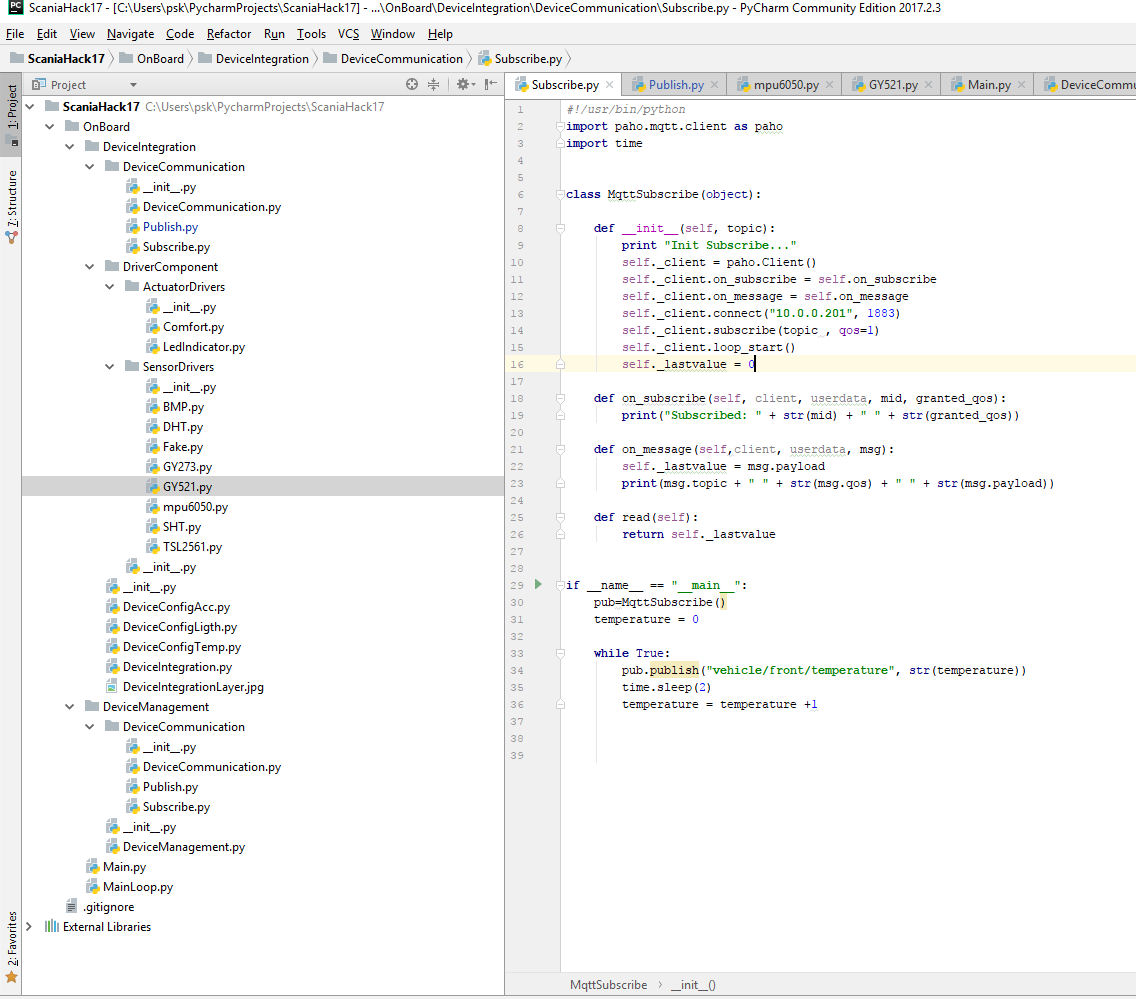 ScaniaHack17 - [C:\Users\psk\PycharmProjects\ScaniaHack17] - ...\OnBoard\DeviceIntegration\DeviceCommunication\Subscribe.py - PyCharm Community Edition 2017.2.3
File Edit View Navigate Code Refactor Run Tools VCS Window Help
ScaniaHack17 OnBoard DeviceIntegration DeviceCommunication Subscribe.py
1: Project
7: Structure
2: Favorites
Project
ScaniaHack17 C:\Users\psk\PycharmProjects\ScaniaHack17
OnBoard
DeviceIntegration
DeviceCommunication
__init__.py
DeviceCommunication.py
Publish.py
Subscribe.py
DriverComponent
ActuatorDrivers
__init__.py
Comfort.py
LedIndicator.py
SensorDrivers
__init__.py
BMP.py
DHT.py
Fake.py
GY273.py
GY521.py
mpu6050.py
SHT.py
TSL2561.py
__init__.py
__init__.py
DeviceConfigAcc.py
DeviceConfigLigth.py
DeviceConfigTemp.py
DeviceIntegration.py
DeviceIntegrationLayer.jpg
DeviceManagement
DeviceCommunication
__init__.py
DeviceCommunication.py
Publish.py
Subscribe.py
__init__.py
DeviceManagement.py
Main.py
MainLoop.py
.gitignore
External Libraries
Subscribe.py Publish.py mpu6050.py GY521.py Main.py DeviceCommu
1 #!/usr/bin/python
2 import paho.mqtt.client as paho
3 import time
4
5
6 class MqttSubscribe(object):
7
8 def __init__(self, topic):
9 print "Init Subscribe..."
10 self._client = paho.Client()
11 self._client.on_subscribe = self.on_subscribe
12 self._client.on_message = self.on_message
13 self._client.connect("10.0.0.201", 1883)
14 self._client.subscribe(topic , qos=1)
15 self._client.loop_start()
16 self._lastvalue = 0
17
18 def on_subscribe(self, client, userdata, mid, granted_qos):
19 print("Subscribed: " + str(mid) + " " + str(granted_qos))
20
21 def on_message(self,client, userdata, msg):
22 self._lastvalue = msg.payload
23 print(msg.topic + " " + str(msg.qos) + " " + str(msg.payload))
24
25 def read(self):
26 return self._lastvalue
27
28
29 if __name__ == "__main__":
30 pub=MqttSubscribe()
31 temperature = 0
32
33 while True:
34 pub.publish("vehicle/front/temperature", str(temperature))
35 time.sleep(2)
36 temperature = temperature +1
37
38
39
MqttSubscribe __init__()